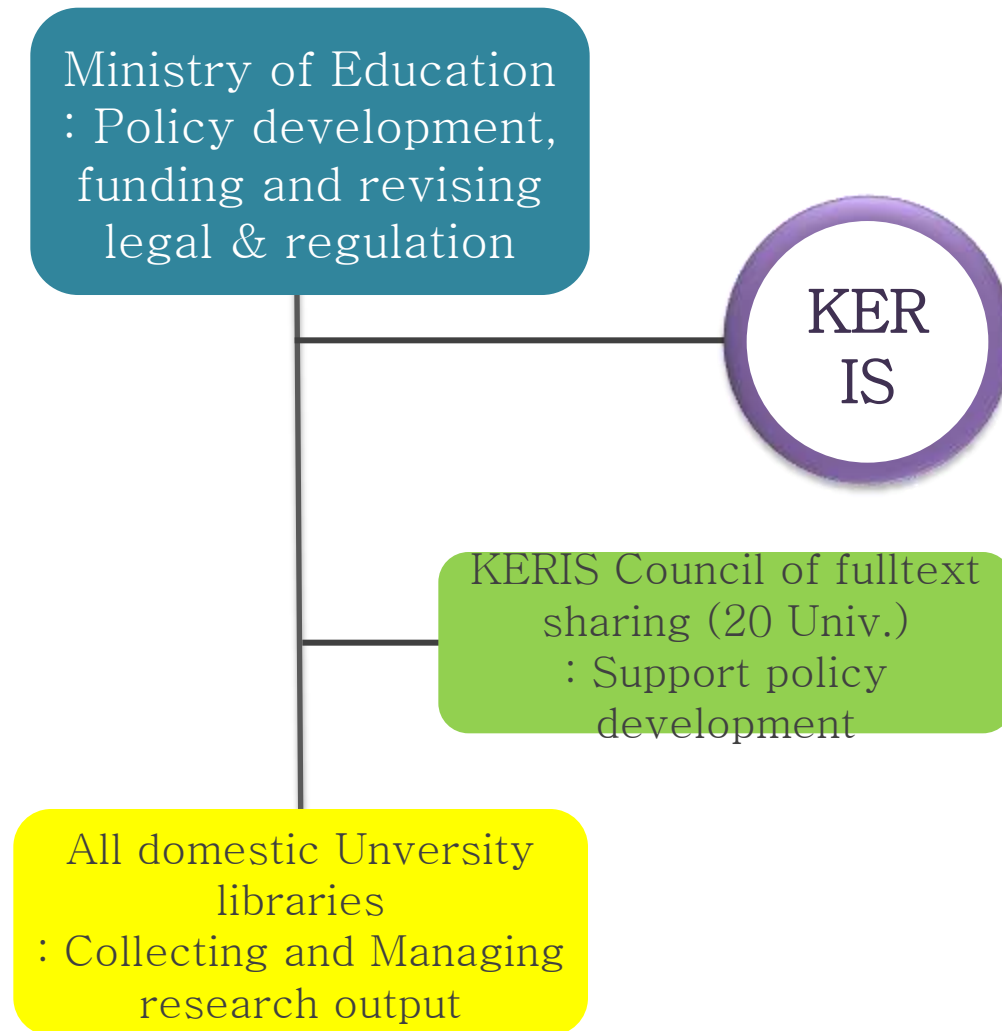 Ministry of Education
: Policy development,
funding and revising
legal & regulation
KER
IS
KERIS Council of fulltext
sharing (20 Univ.)
: Support policy
development
All domestic Unversity
libraries
: Collecting and Managing
research output